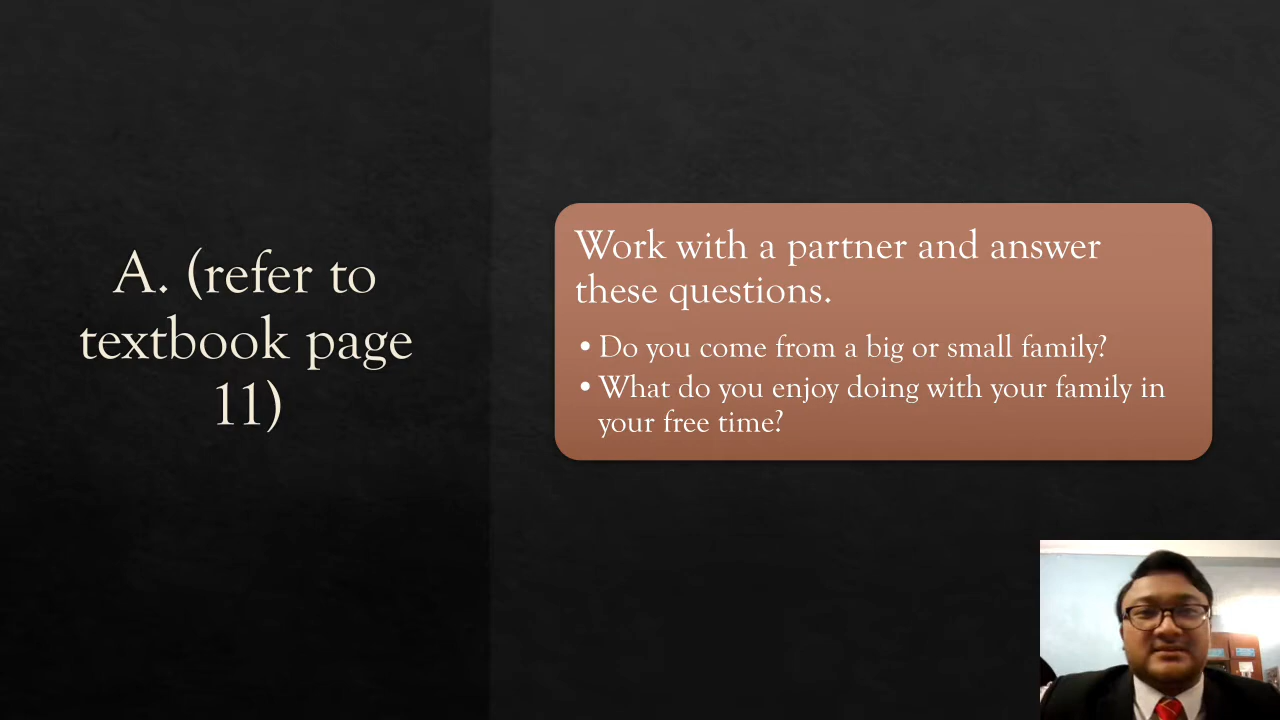 A. (refer to
textbook page
11)
Work with a partner and answer
these questions.
• Do you come from a big or small family?
• What do you enjoy doing with your family in
your free time?